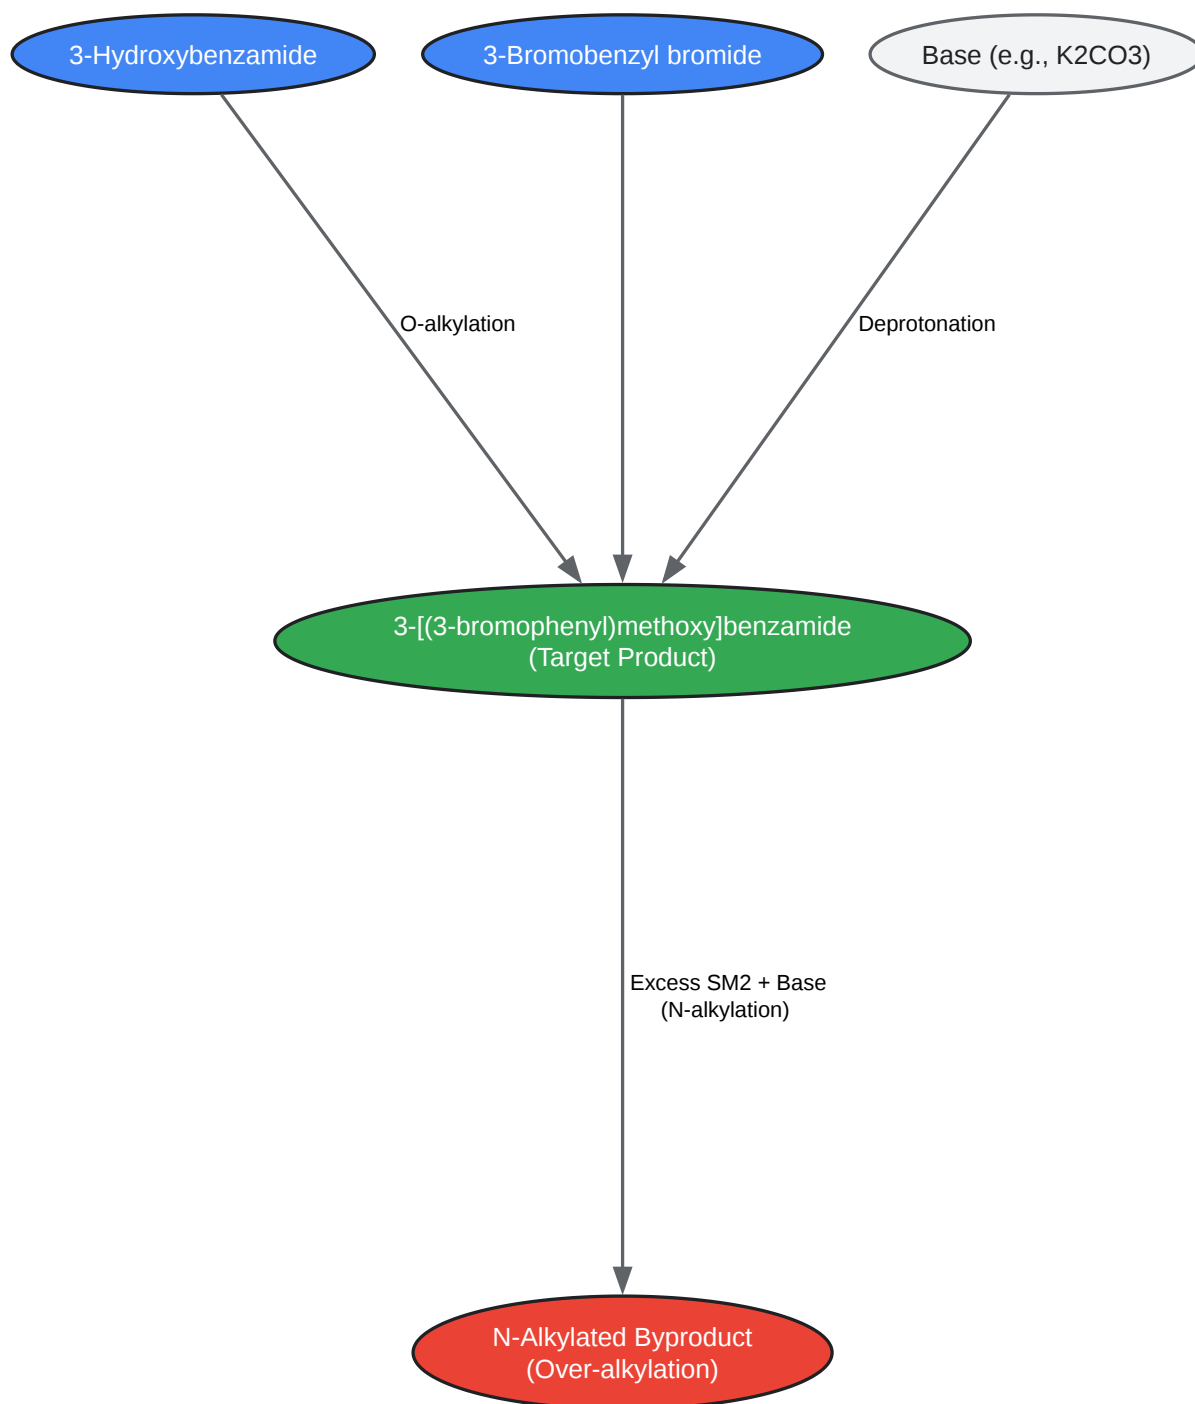 3-Hydroxybenzamide
3-Bromobenzyl bromide
Base (e.g., K2CO3)
O-alkylation
Deprotonation
3-[(3-bromophenyl)methoxy]benzamide
(Target Product)
Excess SM2 + Base
(N-alkylation)
N-Alkylated Byproduct
(Over-alkylation)